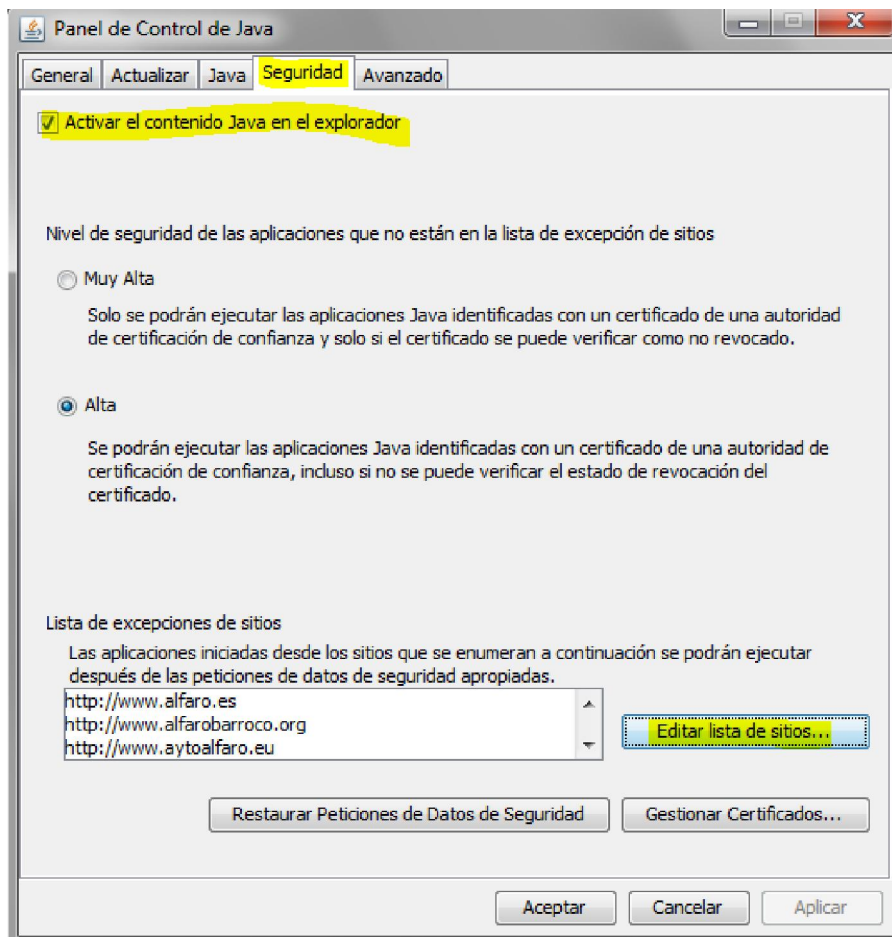 Panel de Control de Java
General Actualizar Java Seguridad Avanzado
Activar el contenido Java en el explorador
Nivel de seguridad de las aplicaciones que no están en la lista de excepción de sitios
Muy Alta
Solo se podrán ejecutar las aplicaciones Java identificadas con un certificado de una autoridad
de certificación de confianza y solo si el certificado se puede verificar como no revocado.
Alta
Se podrán ejecutar las aplicaciones Java identificadas con un certificado de una autoridad de
certificación de confianza, incluso si no se puede verificar el estado de revocación del
certificado.
Lista de excepciones de sitios
Las aplicaciones iniciadas desde los sitios que se enumeran a continuación se podrán ejecutar
después de las peticiones de datos de seguridad apropiadas.
http://www.alfaro.es
http://www.alfarobarroco.org
http://www.aytoalfaro.eu
Editar lista de sitios...
Restaurar Peticiones de Datos de Seguridad Gestionar Certificados...
Aceptar Cancelar Aplicar